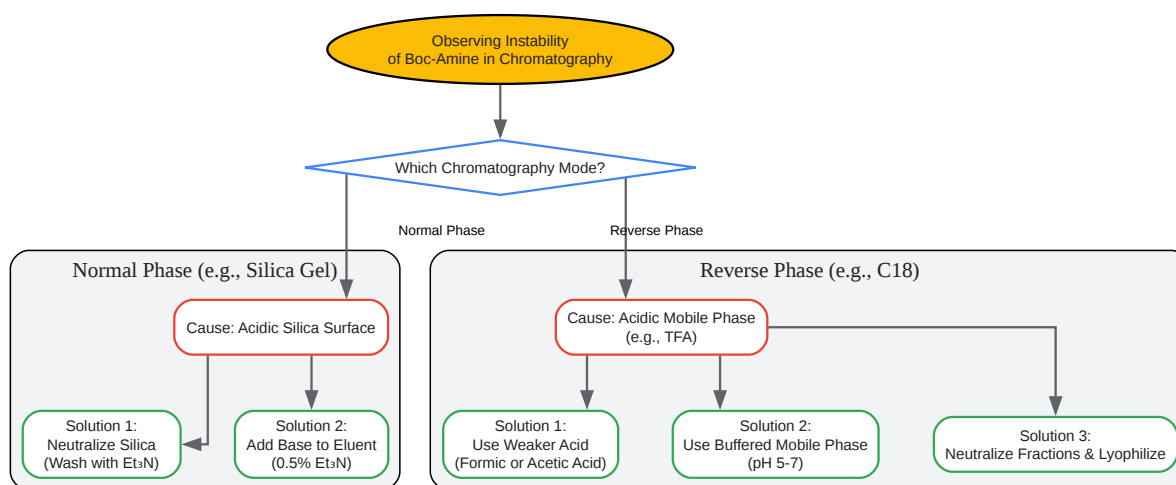 Observing Instability
of Boc-Amine in Chromatography
Which Chromatography Mode?
Normal Phase
Reverse Phase
Normal Phase (e.g., Silica Gel)
Cause: Acidic Silica Surface
Solution 1:
Neutralize Silica
(Wash with Et₃N)
Solution 2:
Add Base to Eluent
(0.5% Et₃N)
Reverse Phase (e.g., C18)
Cause: Acidic Mobile Phase
(e.g., TFA)
Solution 1:
Use Weaker Acid
(Formic or Acetic Acid)
Solution 2:
Use Buffered Mobile Phase
(pH 5-7)
Solution 3:
Neutralize Fractions & Lyophilize